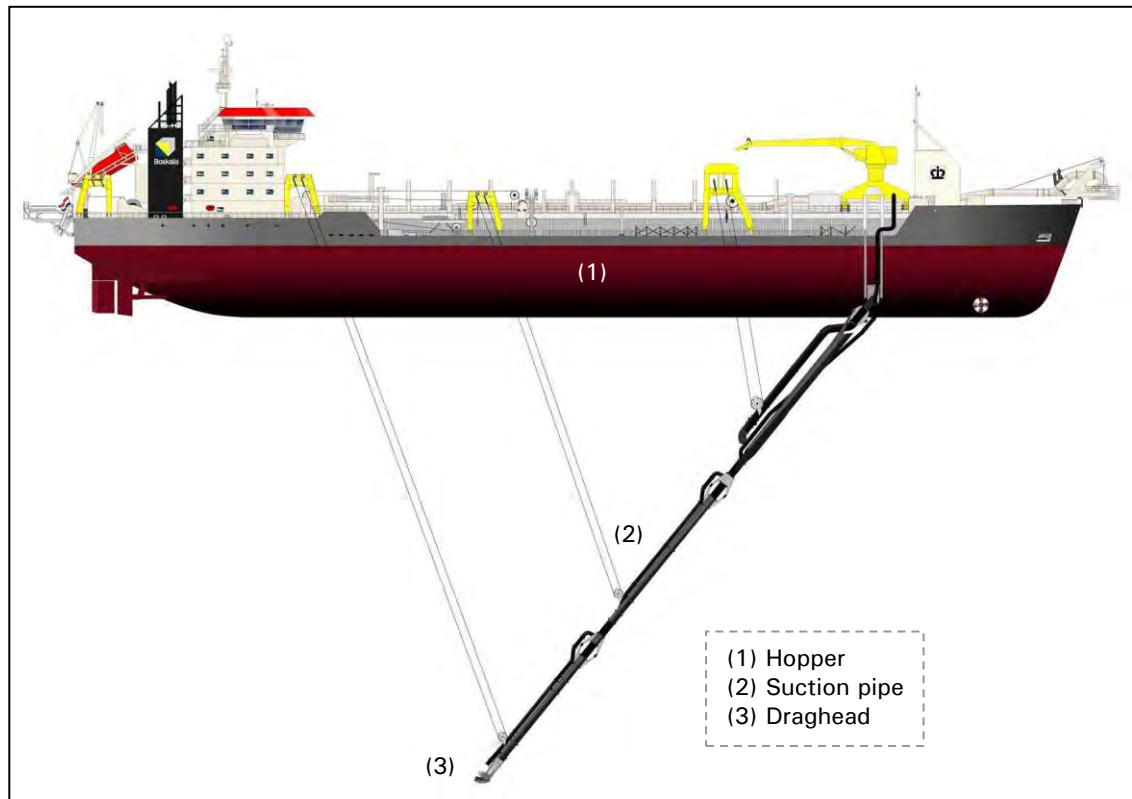 Boskalis
(1)
(2)
(3)
(1) Hopper
(2) Suction pipe
(3) Draghead